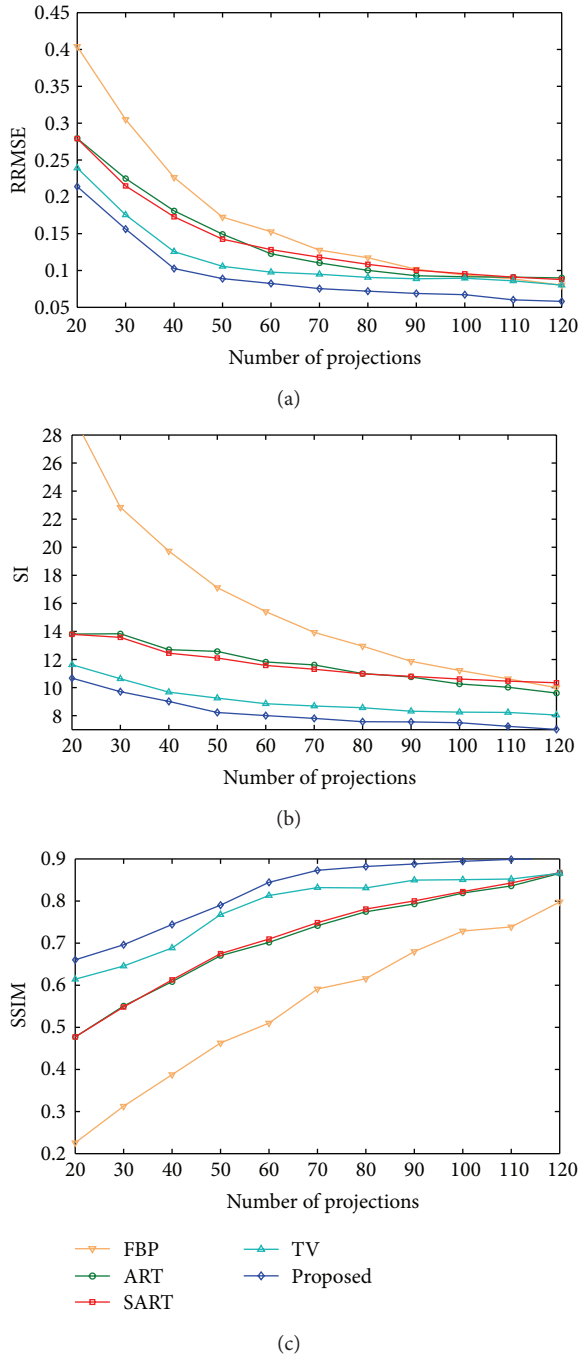 0.45
0.4
0.3
0.25
0.2
0.15
0.1
0.05
RRMSE
20 30 40 50 60 70 80 90 100 110 120
Number of projections
(a)
28
26
24
22
20
18
16
14
12
10
8
SI
20 30 40 50 60 70 80 90 100 110 120
Number of projections
(b)
0.9
0.8
0.7
0.6
0.5
0.4
0.3
0.2
SSIM
20 30 40 50 60 70 80 90 100 110 120
Number of projections
FBP
ART
SART
TV
Proposed
(c)